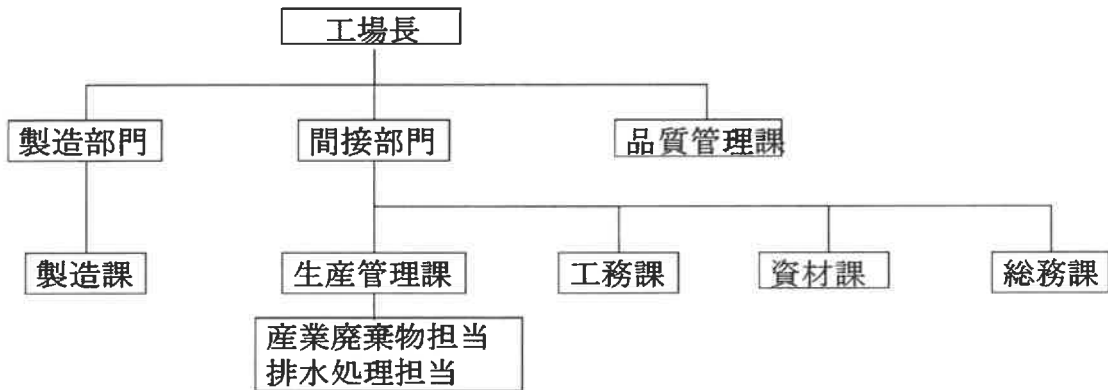 工場長
製造部門
間接部門
品質管理課
製造課
生産管理課
工務課
資材課
総務課
産業廃棄物担当
排水処理担当